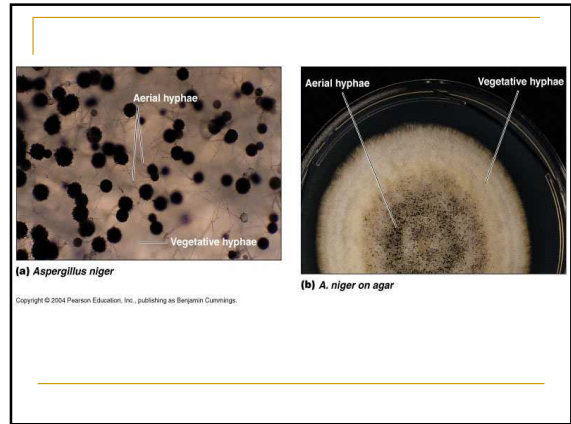 Aerial hyphae
Vegetative hyphae
(a) Aspergillus niger
Copyright © 2004 Pearson Education, Inc., publishing as Benjamin Cummings.
Aerial hyphae
Vegetative hyphae
(b) A. niger on agar